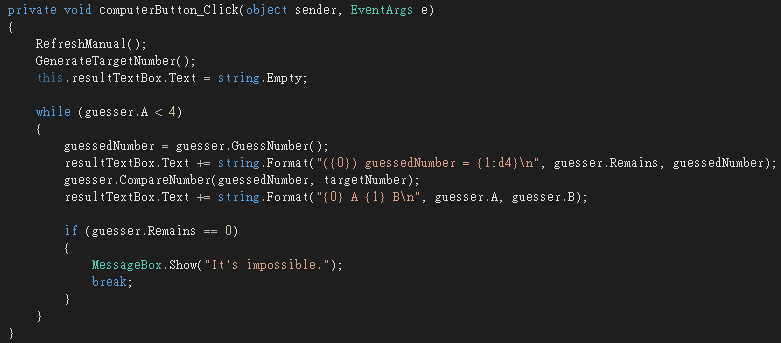 private void computerButton_Click(object sender, EventArgs e)
{
    RefreshManual();
    GenerateTargetNumber();
    this.resultTextBox.Text = string.Empty;

    while (guesser.A < 4)
    {
        guessedNumber = guesser.GuessNumber();
        resultTextBox.Text += string.Format("({0}) guessedNumber = {1:d4}\n", guesser.Remains, guessedNumber);
        guesser.CompareNumber(guessedNumber, targetNumber);
        resultTextBox.Text += string.Format("{0} A {1} B\n", guesser.A, guesser.B);

        if (guesser.Remains == 0)
        {
            MessageBox.Show("It's impossible.");
            break;
        }
    }
}